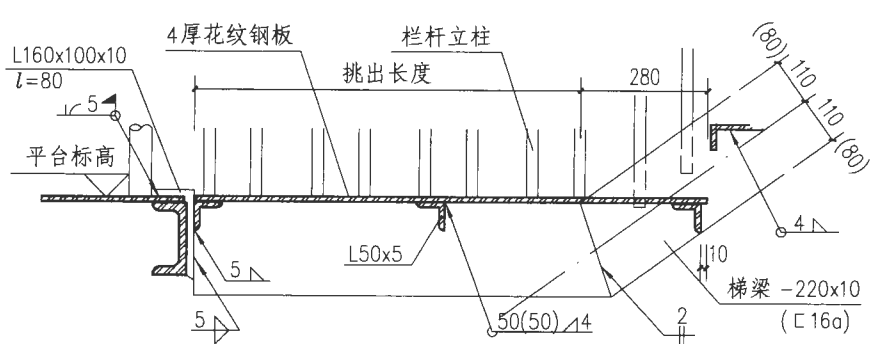 L160x100x10
l=80
4厚花纹钢板
栏杆立柱
挑出长度
280
(80)
110
110
(80)
5
平台标高
L50x5
5
5
50(50)
4
2
10
4
梯梁 -220x10
(⊏16a)